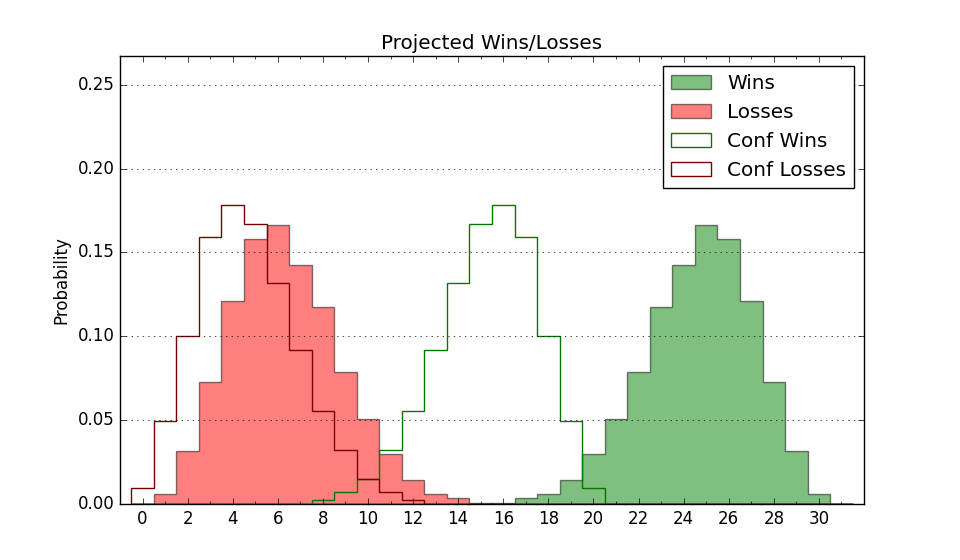 Projected Wins/Losses
Wins
Losses
Conf Wins
Conf Losses
Probability
0.25
0.20
0.15
0.10
0.05
0.00
0 2 4 6 8 10 12 14 16 18 20 22 24 26 28 30